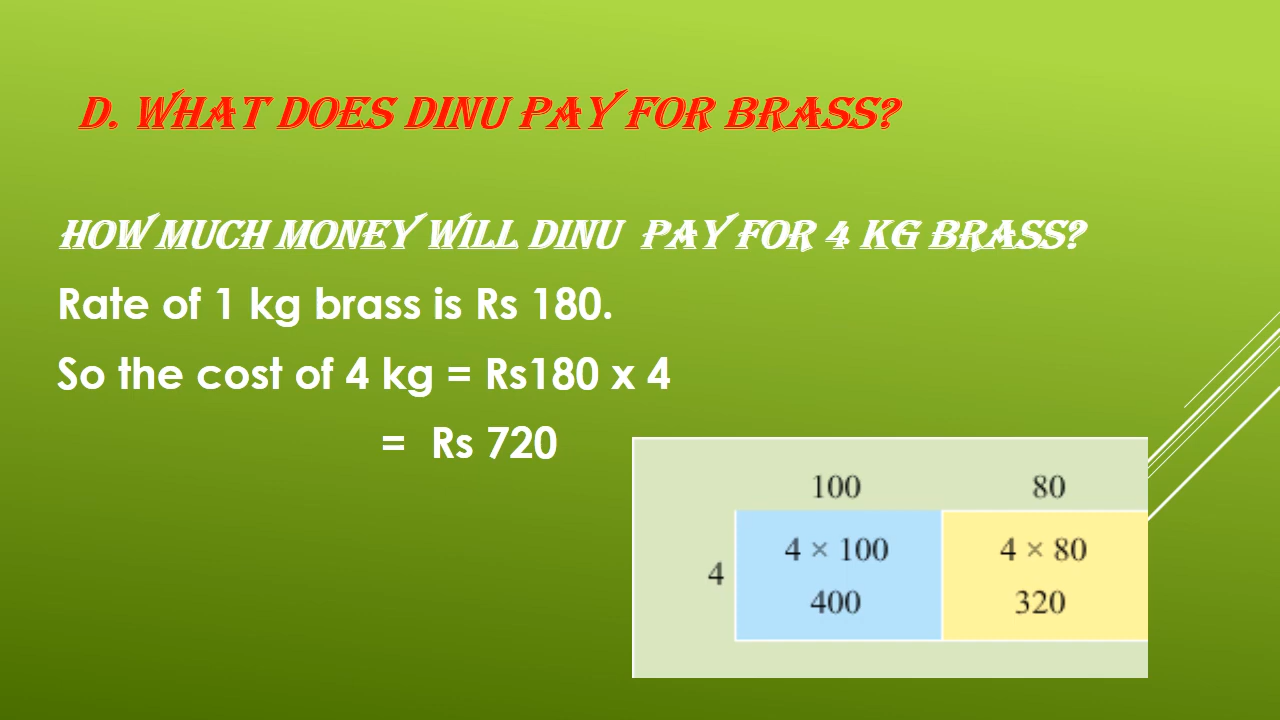 D. WHAT DOES DINU PAY FOR BRASS?
HOW MUCH MONEY WILL DINU PAY FOR 4 KG BRASS?
Rate of 1 kg brass is Rs 180.
So the cost of 4 kg = Rs180 x 4
= Rs 720
100 80
4 × 100 4 × 80
4
400 320